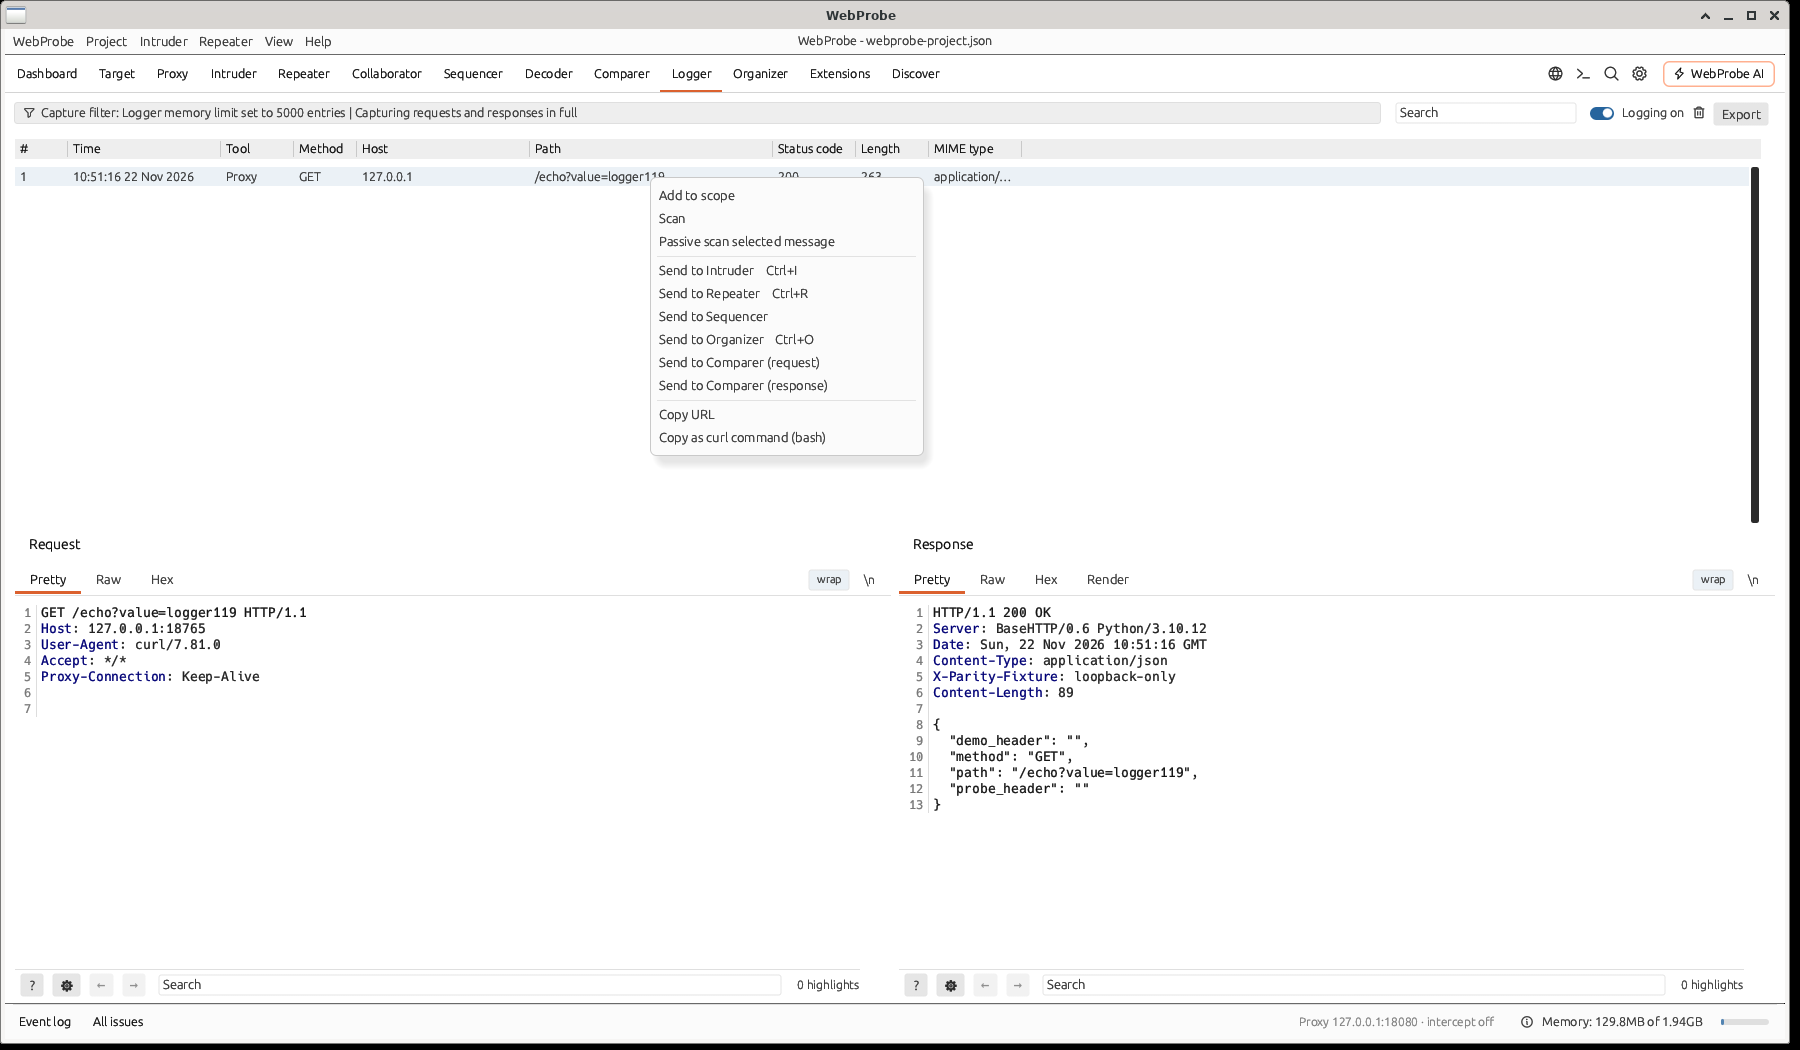 WebProbe
WebProbe Project Intruder Repeater View Help
WebProbe - webprobe-project.json
Dashboard Target Proxy Intruder Repeater Collaborator Sequencer Decoder Comparer Logger Organizer Extensions Discover
WebProbe AI
Capture filter: Logger memory limit set to 5000 entries | Capturing requests and responses in full
Search
Logging on
Export
# Time Tool Method Host Path Status code Length MIME type
1 10:51:16 22 Nov 2026 Proxy GET 127.0.0.1 /echo?value=logger119 200 263 application/...
Add to scope
Scan
Passive scan selected message
Send to Intruder Ctrl+I
Send to Repeater Ctrl+R
Send to Sequencer
Send to Organizer Ctrl+O
Send to Comparer (request)
Send to Comparer (response)
Copy URL
Copy as curl command (bash)
Request
Pretty Raw Hex
wrap \n
1 GET /echo?value=logger119 HTTP/1.1
2 Host: 127.0.0.1:18765
3 User-Agent: curl/7.81.0
4 Accept: */*
5 Proxy-Connection: Keep-Alive
6
7
? ← → Search 0 highlights
Response
Pretty Raw Hex Render
wrap \n
1 HTTP/1.1 200 OK
2 Server: BaseHTTP/0.6 Python/3.10.12
3 Date: Sun, 22 Nov 2026 10:51:16 GMT
4 Content-Type: application/json
5 X-Parity-Fixture: loopback-only
6 Content-Length: 89
7
8 {
9 "demo_header": "",
10 "method": "GET",
11 "path": "/echo?value=logger119",
12 "probe_header": ""
13 }
? ← → Search 0 highlights
Event log All issues
Proxy 127.0.0.1:18080 · intercept off
Memory: 129.8MB of 1.94GB